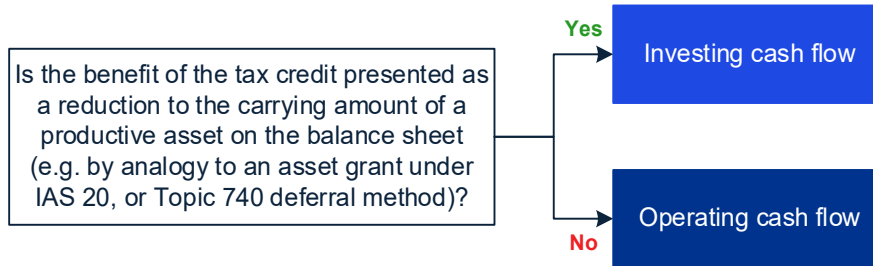 Is the benefit of the tax credit presented as
a reduction to the carrying amount of a
productive asset on the balance sheet
(e.g. by analogy to an asset grant under
IAS 20, or Topic 740 deferral method)?
Yes
Investing cash flow
No
Operating cash flow